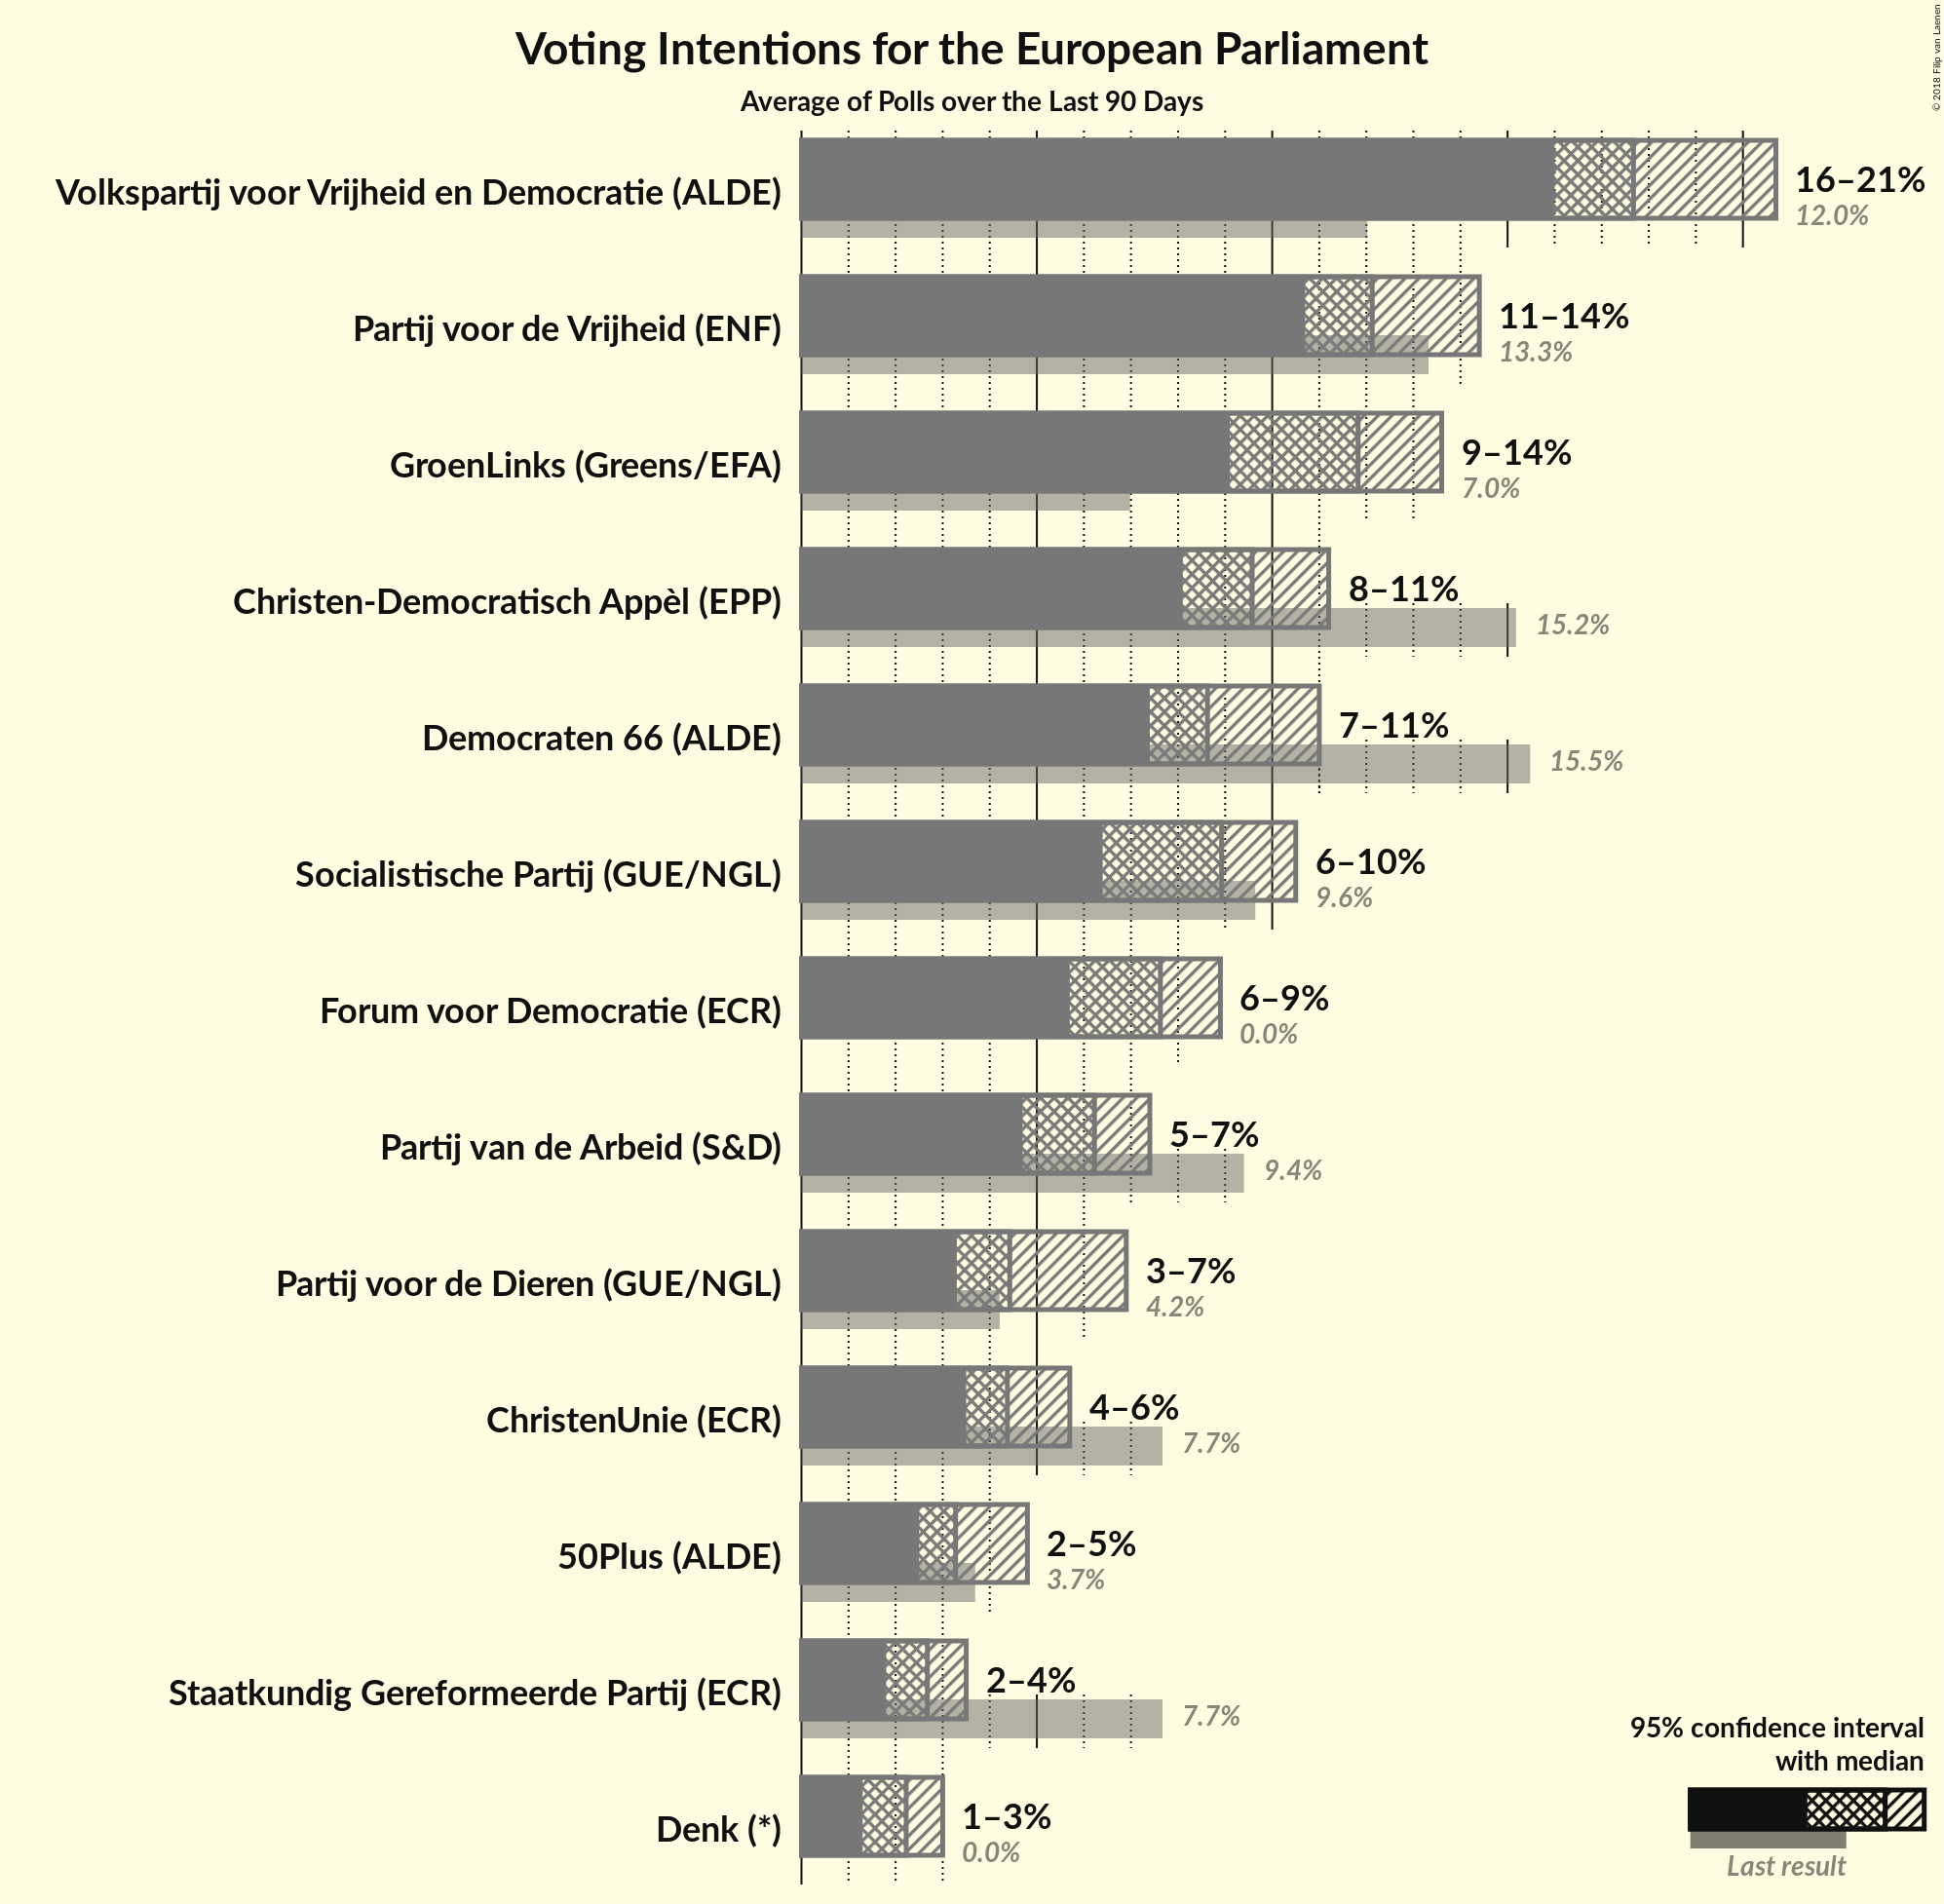 Voting Intentions for the European Parliament
Average of Polls over the Last 90 Days
© 2018 Filip van Laenen
Volkspartij voor Vrijheid en Democratie (ALDE)
16–21%
12.0%
Partij voor de Vrijheid (ENF)
11–14%
13.3%
GroenLinks (Greens/EFA)
9–14%
7.0%
Christen-Democratisch Appèl (EPP)
8–11%
15.2%
Democraten 66 (ALDE)
7–11%
15.5%
Socialistische Partij (GUE/NGL)
6–10%
9.6%
Forum voor Democratie (ECR)
6–9%
0.0%
Partij van de Arbeid (S&D)
5–7%
9.4%
Partij voor de Dieren (GUE/NGL)
3–7%
4.2%
ChristenUnie (ECR)
4–6%
7.7%
50Plus (ALDE)
2–5%
3.7%
Staatkundig Gereformeerde Partij (ECR)
2–4%
7.7%
Denk (*)
1–3%
0.0%
95% confidence interval
with median
Last result